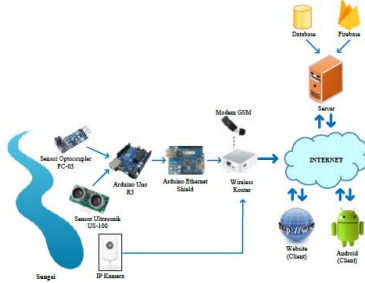 Database
Firebase
Server
Modem GSM
Sensor Optocoupler
FC-03
Arduino Uno
R3
Arduino Ethernet
Shield
Wireless
Router
INTERNET
Sensor Ultrasonik
US-100
IP Kamera
Sungai
Website
(Client)
Android
(Client)